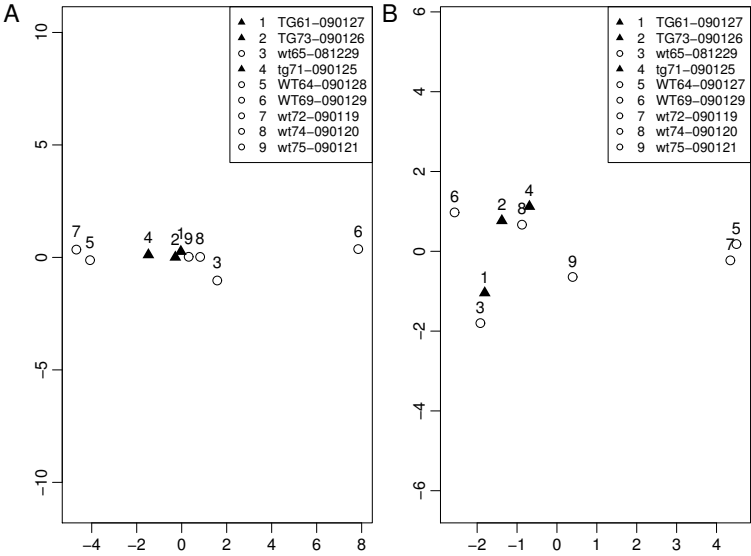 A
1 TG61−090127
2 TG73−090126
3 wt65−081229
4 tg71−090125
5 WT64−090128
6 WT69−090129
7 wt72−090119
8 wt74−090120
9 wt75−090121
10
5
0
−5
−10
7
5
4
2
1
9
8
3
6
−4 −2 0 2 4 6 8
B
1 TG61−090127
2 TG73−090126
3 wt65−081229
4 tg71−090125
5 WT64−090127
6 WT69−090129
7 wt72−090119
8 wt74−090120
9 wt75−090121
6
4
2
0
−2
−4
−6
6
2
8
4
5
7
9
1
3
−2 −1 0 1 2 3 4